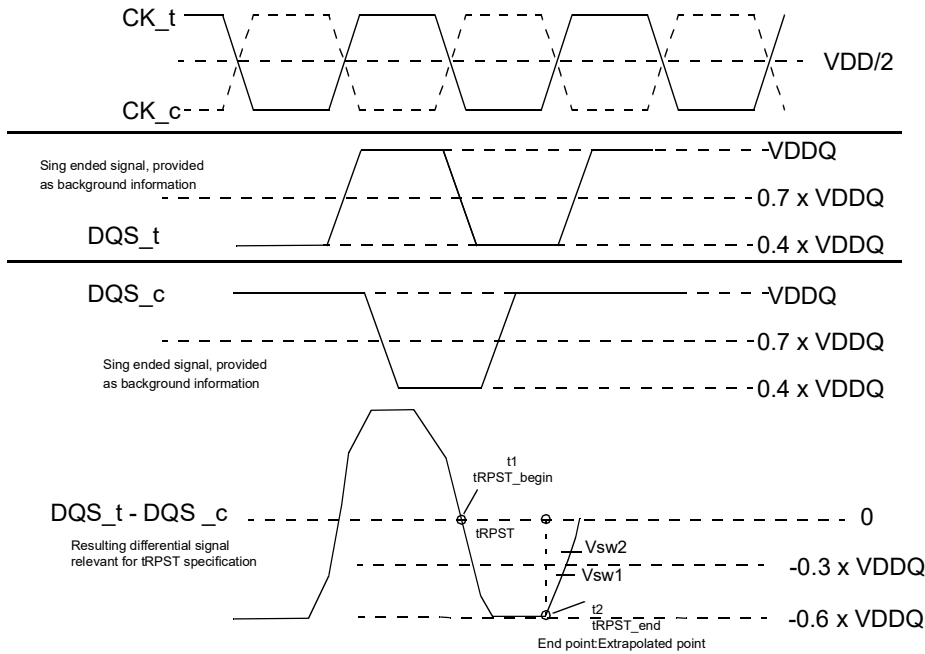 CK_t
VDD/2
CK_c
VDDQ
Sing ended signal, provided
as background information
0.7 x VDDQ
DQS_t
0.4 x VDDQ
DQS_c
VDDQ
0.7 x VDDQ
Sing ended signal, provided
as background information
0.4 x VDDQ
t1
tRPST_begin
DQS_t - DQS _c
0
tRPST
Resulting differential signal
relevant for tRPST specification
Vsw2
-0.3 x VDDQ
Vsw1
t2
tRPST_end
-0.6 x VDDQ
End point:Extrapolated point